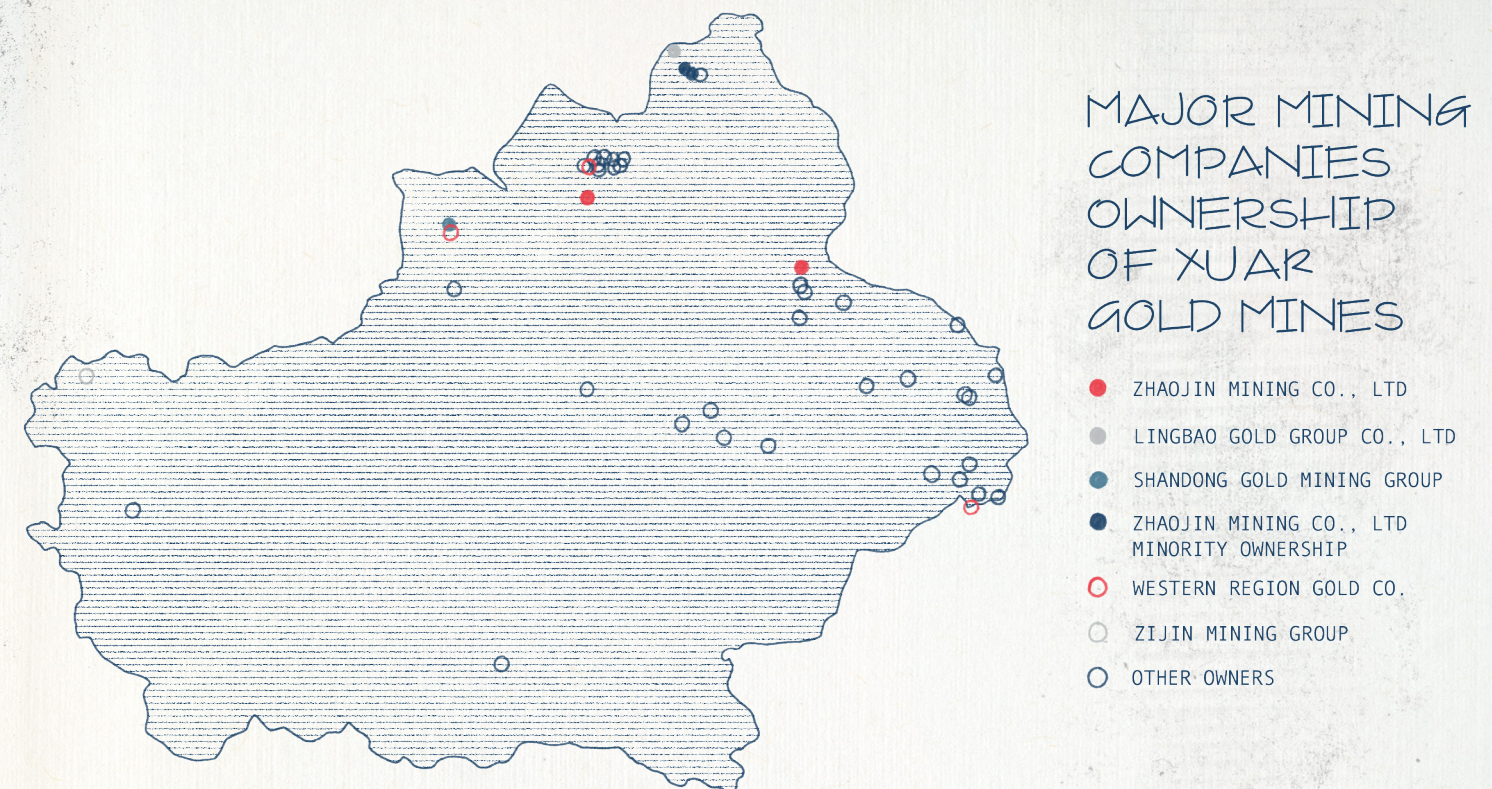 MAJOR MINING
COMPANIES
OWNERSHIP
OF XUAR
GOLD MINES
ZHAOJIN MINING CO., LTD
LINGBAO GOLD GROUP CO., LTD
SHANDONG GOLD MINING GROUP
ZHAOJIN MINING CO., LTD
MINORITY OWNERSHIP
WESTERN REGION GOLD CO.
ZIJIN MINING GROUP
OTHER OWNERS